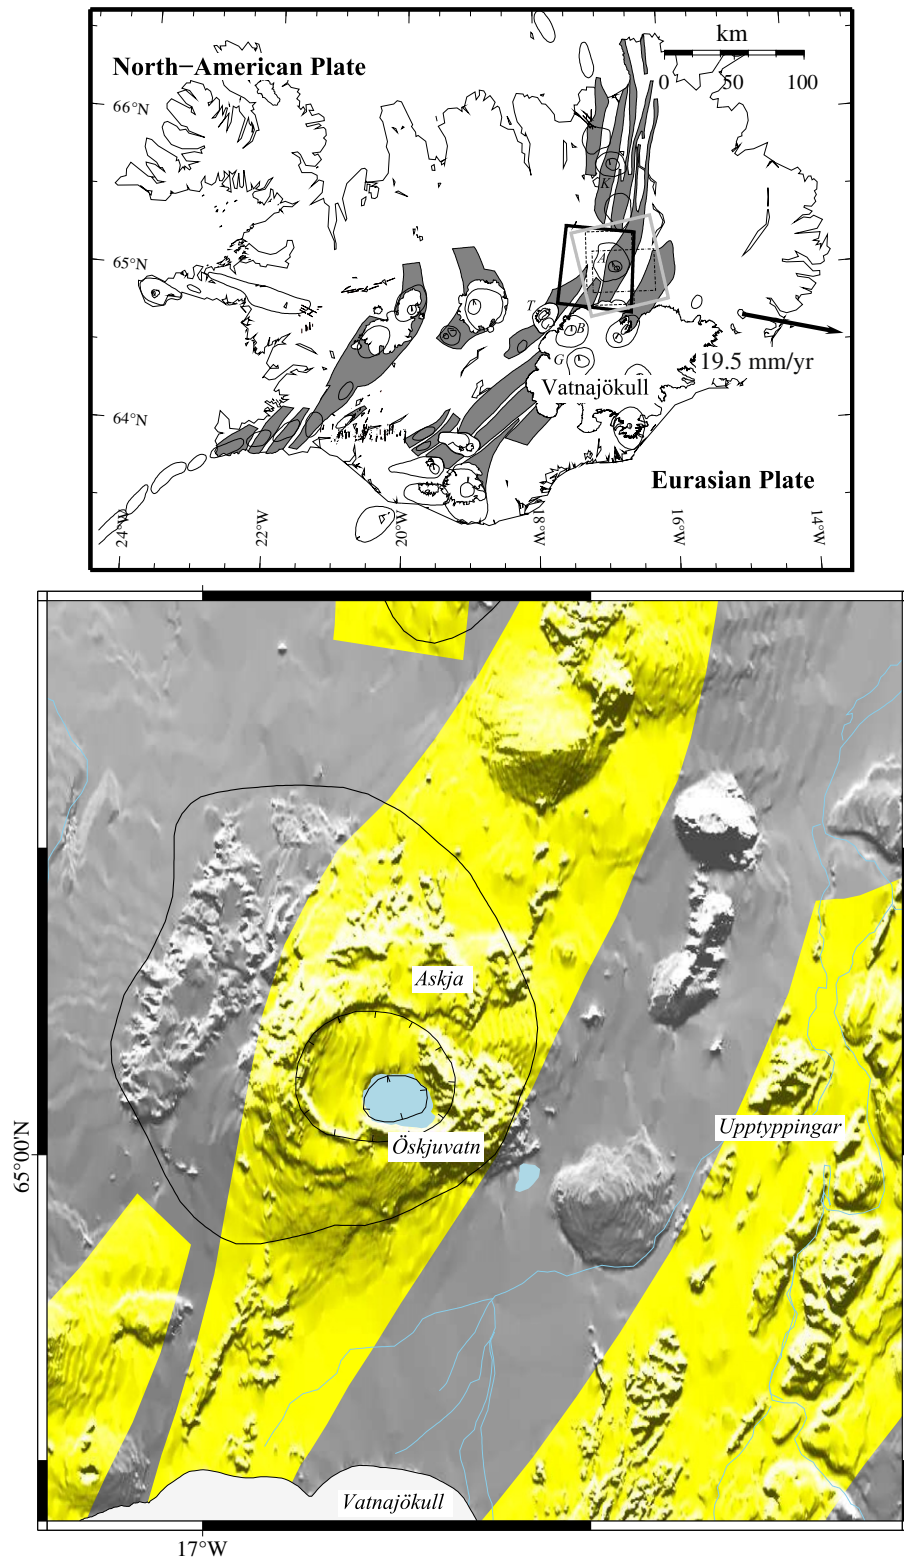 km
North−American Plate
0 50 100
66°N
K
65°N
A
T
B
19.5 mm/yr
G
Vatnajökull
64°N
Eurasian Plate
24°W
22°W
20°W
18°W
16°W
14°W
Askja
Upptyppingar
Öskjuvatn
65°00'N
Vatnajökull
17°W